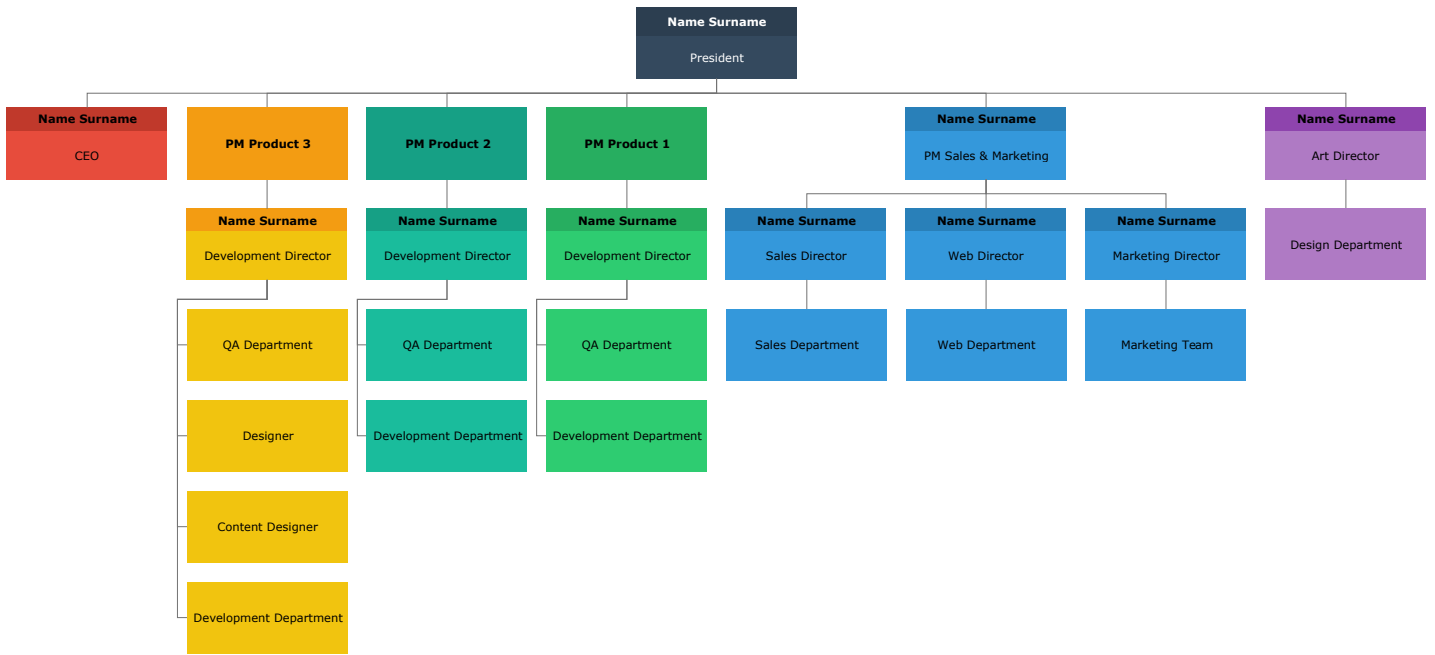 Name Surname
President
Name Surname
CEO
PM Product 3
PM Product 2
PM Product 1
Name Surname
PM Sales & Marketing
Name Surname
Art Director
Name Surname
Development Director
Name Surname
Development Director
Name Surname
Development Director
Name Surname
Sales Director
Name Surname
Web Director
Name Surname
Marketing Director
Design Department
QA Department
QA Department
QA Department
Sales Department
Web Department
Marketing Team
Designer
Development Department
Development Department
Content Designer
Development Department